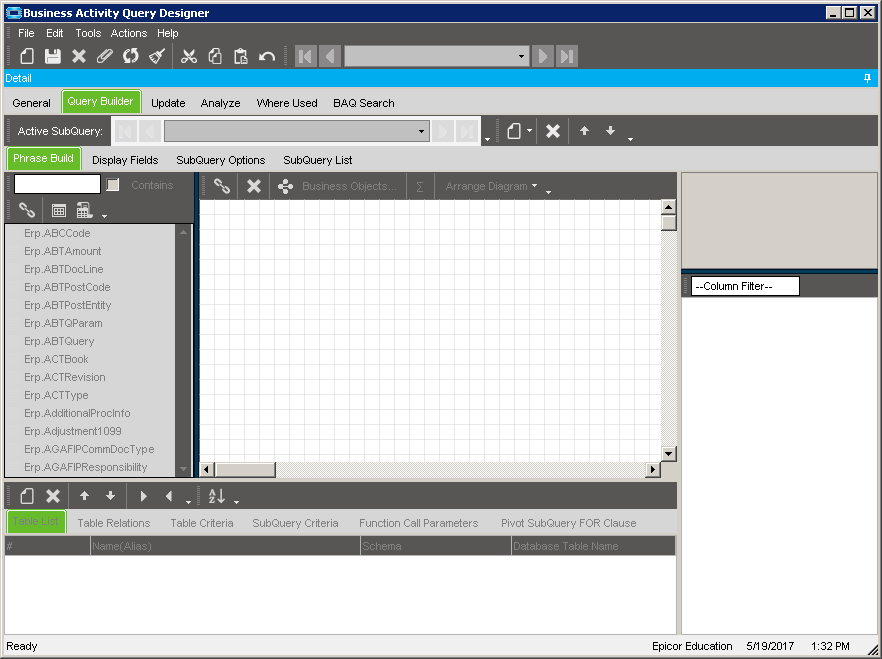 Business Activity Query Designer
File Edit Tools Actions Help
Detail
General Query Builder Update Analyze Where Used BAQ Search
Active SubQuery:
Phrase Build Display Fields SubQuery Options SubQuery List
Contains
Business Objects... Σ Arrange Diagram
Erp.ABCCode
Erp.ABTAmount
Erp.ABTDocLine
Erp.ABTPostCode
Erp.ABTPostEntity
Erp.ABTQParam
Erp.ABTQuery
Erp.ACTBook
Erp.ACTRevision
Erp.ACTType
Erp.AdditionalProcInfo
Erp.Adjustment1099
Erp.AGAFIPCommDocType
Erp.AGAFIPResponsibility
--Column Filter--
Table List Table Relations Table Criteria SubQuery Criteria Function Call Parameters Pivot SubQuery FOR Clause
# Name(Alias) Schema Database Table Name
Ready Epicor Education 5/19/2017 1:32 PM